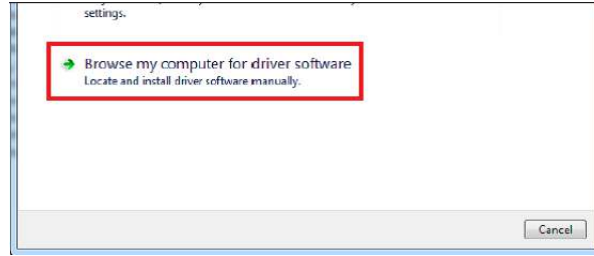 settings.
Browse my computer for driver software
Locate and install driver software manually.
Cancel